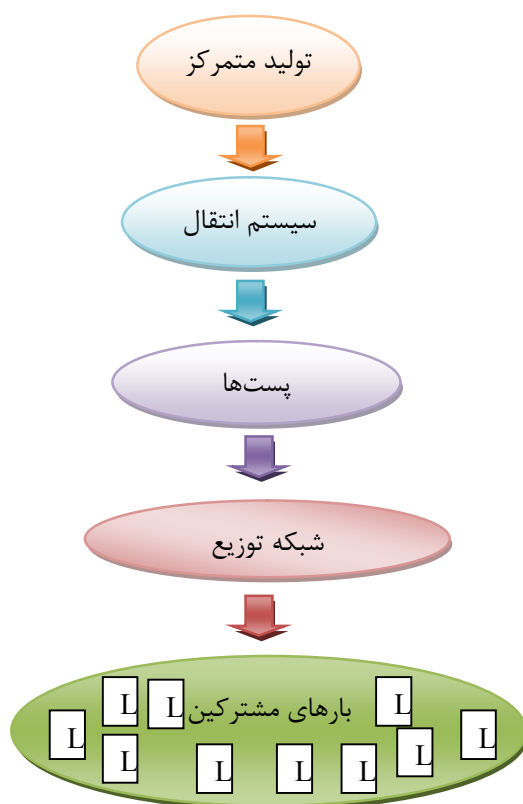 تولید متمرکز
سیستم انتقال
پست‌ها
شبکه توزیع
بارهای مشترکین
L
L
L
L
L
L
L
L
L
L
L